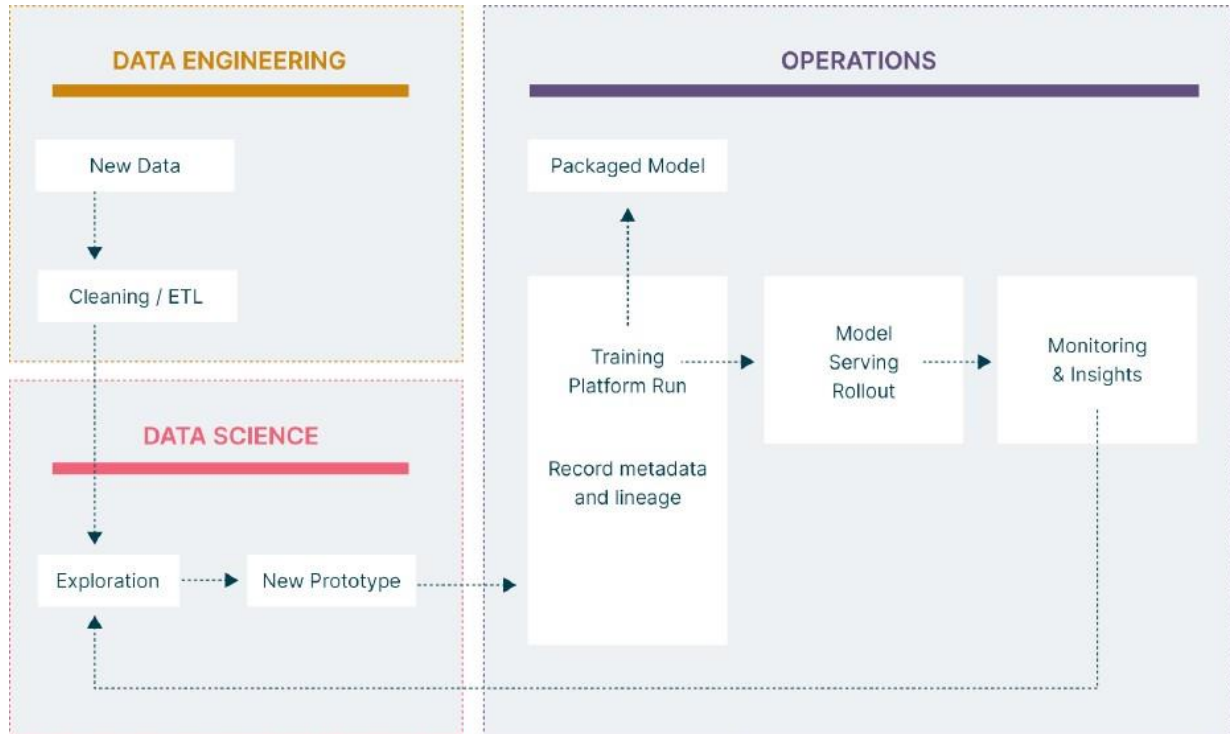 DATA ENGINEERING
New Data
Cleaning / ETL
DATA SCIENCE
Exploration
New Prototype
OPERATIONS
Packaged Model
Training
Platform Run
Record metadata
and lineage
Model
Serving
Rollout
Monitoring
& Insights